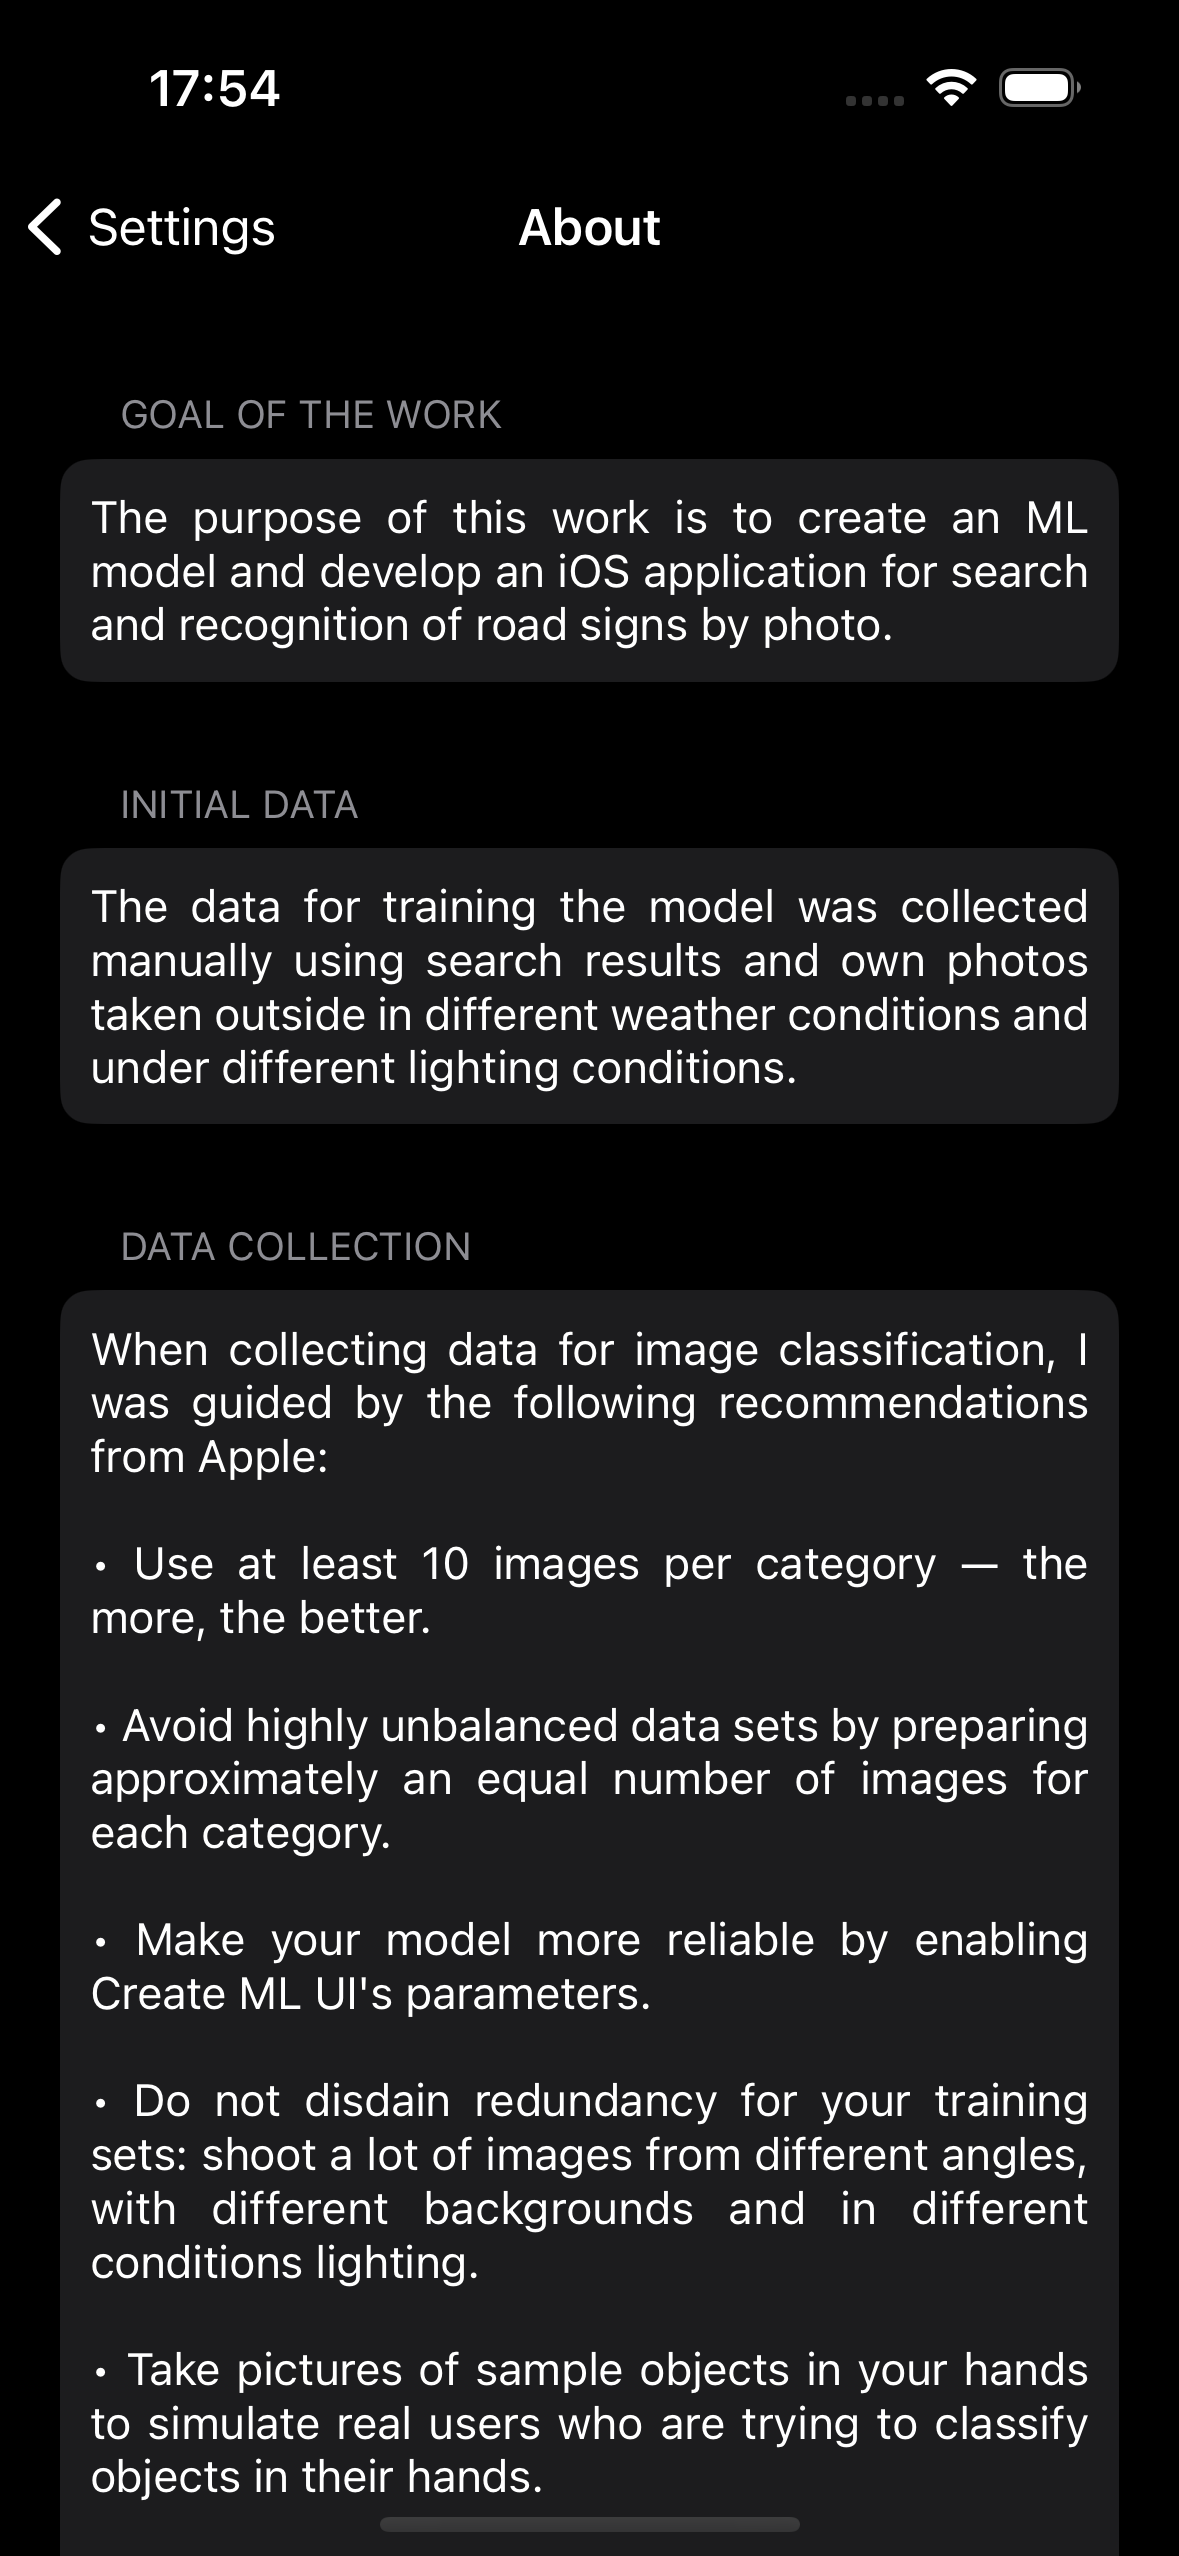 17:54
Settings
About
GOAL OF THE WORK
The purpose of this work is to create an ML
model and develop an iOS application for search
and recognition of road signs by photo.
INITIAL DATA
The data for training the model was collected
manually using search results and own photos
taken outside in different weather conditions and
under different lighting conditions.
DATA COLLECTION
When collecting data for image classification, I
was guided by the following recommendations
from Apple:
• Use at least 10 images per category — the
more, the better.
• Avoid highly unbalanced data sets by preparing
approximately an equal number of images for
each category.
• Make your model more reliable by enabling
Create ML UI's parameters.
• Do not disdain redundancy for your training
sets: shoot a lot of images from different angles,
with different backgrounds and in different
conditions lighting.
• Take pictures of sample objects in your hands
to simulate real users who are trying to classify
objects in their hands.